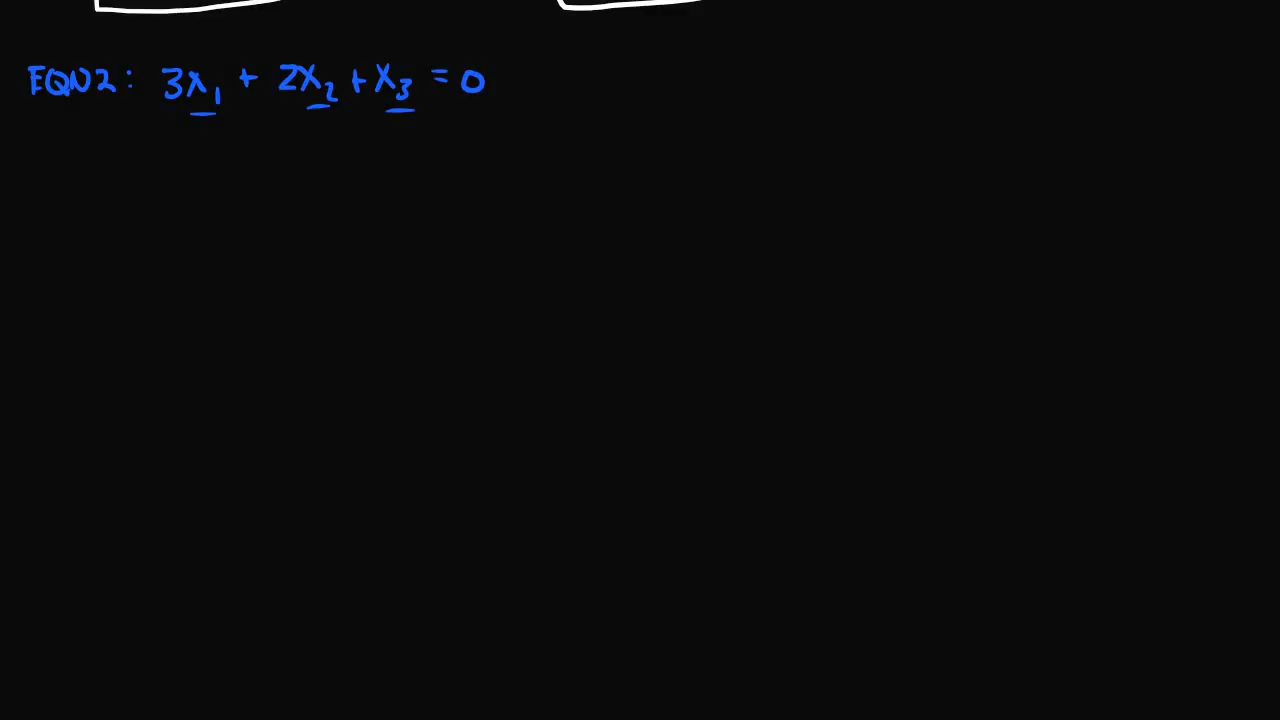 EQN2: 3x₁ + 2x₂ + x₃ = 0